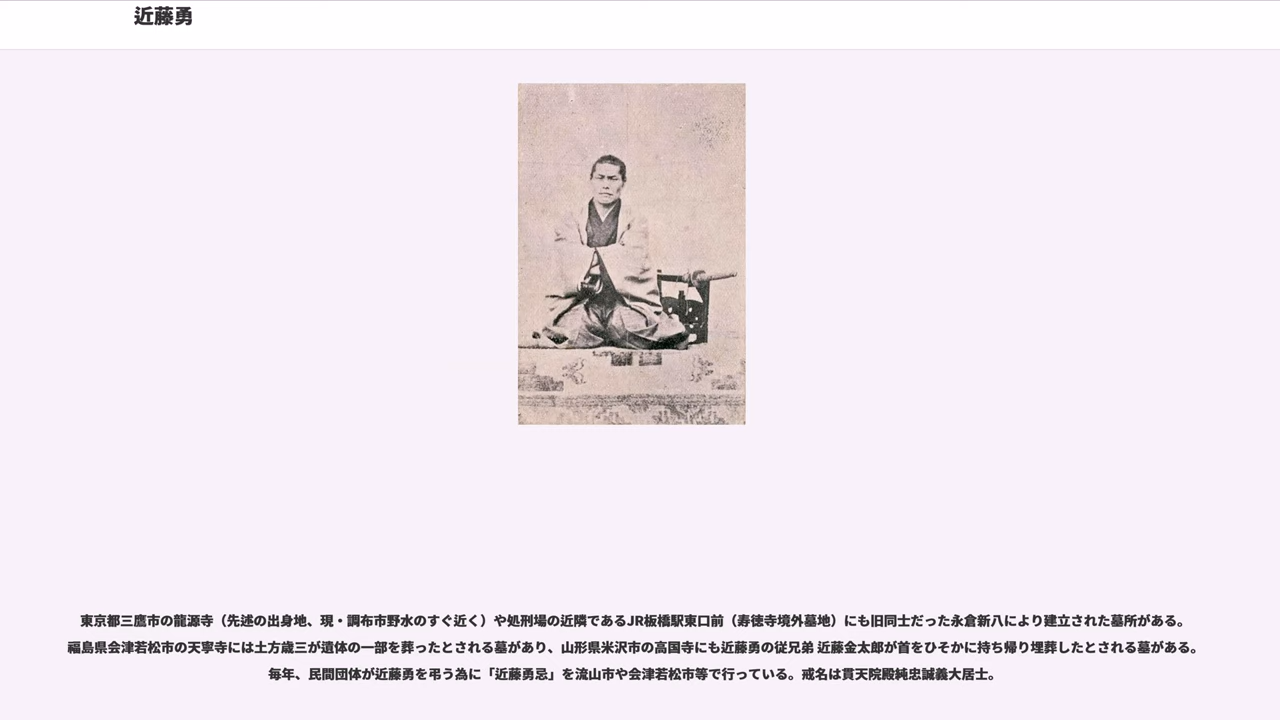 近藤勇
東京都三鷹市の龍源寺（先述の出身地、現・調布市野水のすぐ近く）や処刑場の近隣であるJR板橋駅東口前（寿徳寺境外墓地）にも旧同士だった永倉新八により建立された墓所がある。
福島県会津若松市の天寧寺には土方歳三が遺体の一部を葬ったとされる墓があり、山形県米沢市の高国寺にも近藤勇の従兄弟 近藤金太郎が首をひそかに持ち帰り埋葬したとされる墓がある。
毎年、民間団体が近藤勇を弔う為に「近藤勇忌」を流山市や会津若松市等で行っている。戒名は貫天院殿純忠誠義大居士。